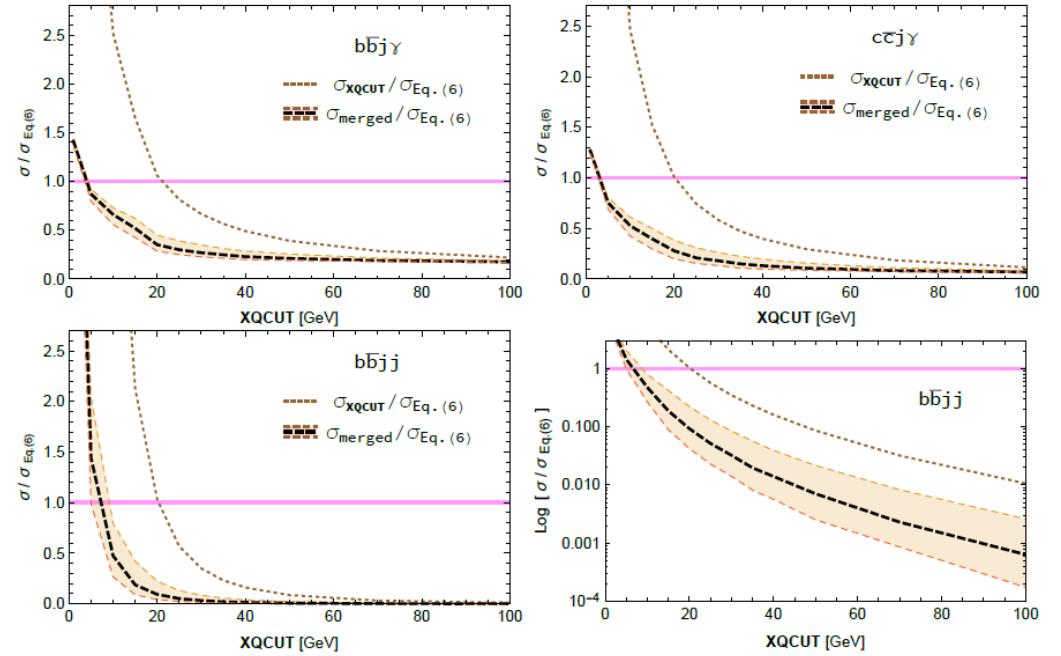 bb̄jγ
σXQCUT/σEq.(6)
σmerged/σEq.(6)
σ / σ Eq.(6)
2.5
2.0
1.5
1.0
0.5
0.0
0 20 40 60 80 100
XQCUT [GeV]
cc̄jγ
σXQCUT/σEq.(6)
σmerged/σEq.(6)
σ / σ Eq.(6)
2.5
2.0
1.5
1.0
0.5
0.0
0 20 40 60 80 100
XQCUT [GeV]
bb̄jj
σXQCUT/σEq.(6)
σmerged/σEq.(6)
σ / σ Eq.(6)
2.5
2.0
1.5
1.0
0.5
0.0
0 20 40 60 80 100
XQCUT [GeV]
bb̄jj
Log [ σ / σ Eq.(6) ]
1
0.100
0.010
0.001
10⁻⁴
0 20 40 60 80 100
XQCUT [GeV]